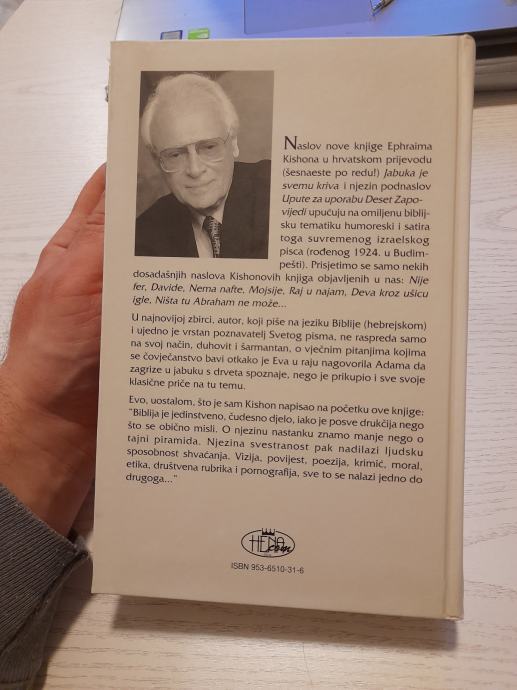 Naslov nove knjige Ephraima
Kishona u hrvatskom prijevodu
(šesnaeste po redu!) Jabuka je
svemu kriva i njezin podnaslov
Upute za uporabu Deset Zapo-
vijedi upućuju na omiljenu biblij-
sku tematiku humoreski i satira
toga suvremenog izraelskog
pisca (rođenog 1924. u Budim-
pešti). Prisjetimo se samo nekih
dosadašnjih naslova Kishonovih knjiga objavljenih u nas: Nije
fer, Davide, Nema nafte, Mojsije, Raj u najam, Deva kroz ušicu
igle, Ništa tu Abraham ne može...
U najnovijoj zbirci, autor, koji piše na jeziku Biblije (hebrejskom)
i ujedno je vrstan poznavatelj Svetog pisma, ne raspreda samo
na svoj način, duhovit i šarmantan, o vječnim pitanjima kojima
se čovječanstvo bavi otkako je Eva u raju nagovorila Adama da
zagrize u jabuku s drveta spoznaje, nego je prikupio i sve svoje
klasične priče na tu temu.
Evo, uostalom, što je sam Kishon napisao na početku ove knjige:
"Biblija je jedinstveno, čudesno djelo, iako je posve drukčija nego
što se obično misli. O njezinu nastanku znamo manje nego o
tajni piramida. Njezina svestranost pak nadilazi ljudsku
sposobnost shvaćanja. Vizija, povijest, poezija, krimić, moral,
etika, društvena rubrika i pornografija, sve to se nalazi jedno do
drugoga..."
HENA
com
ISBN 953-6510-31-6